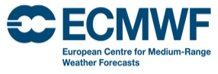 ECMWF
European Centre for Medium-Range
Weather Forecasts